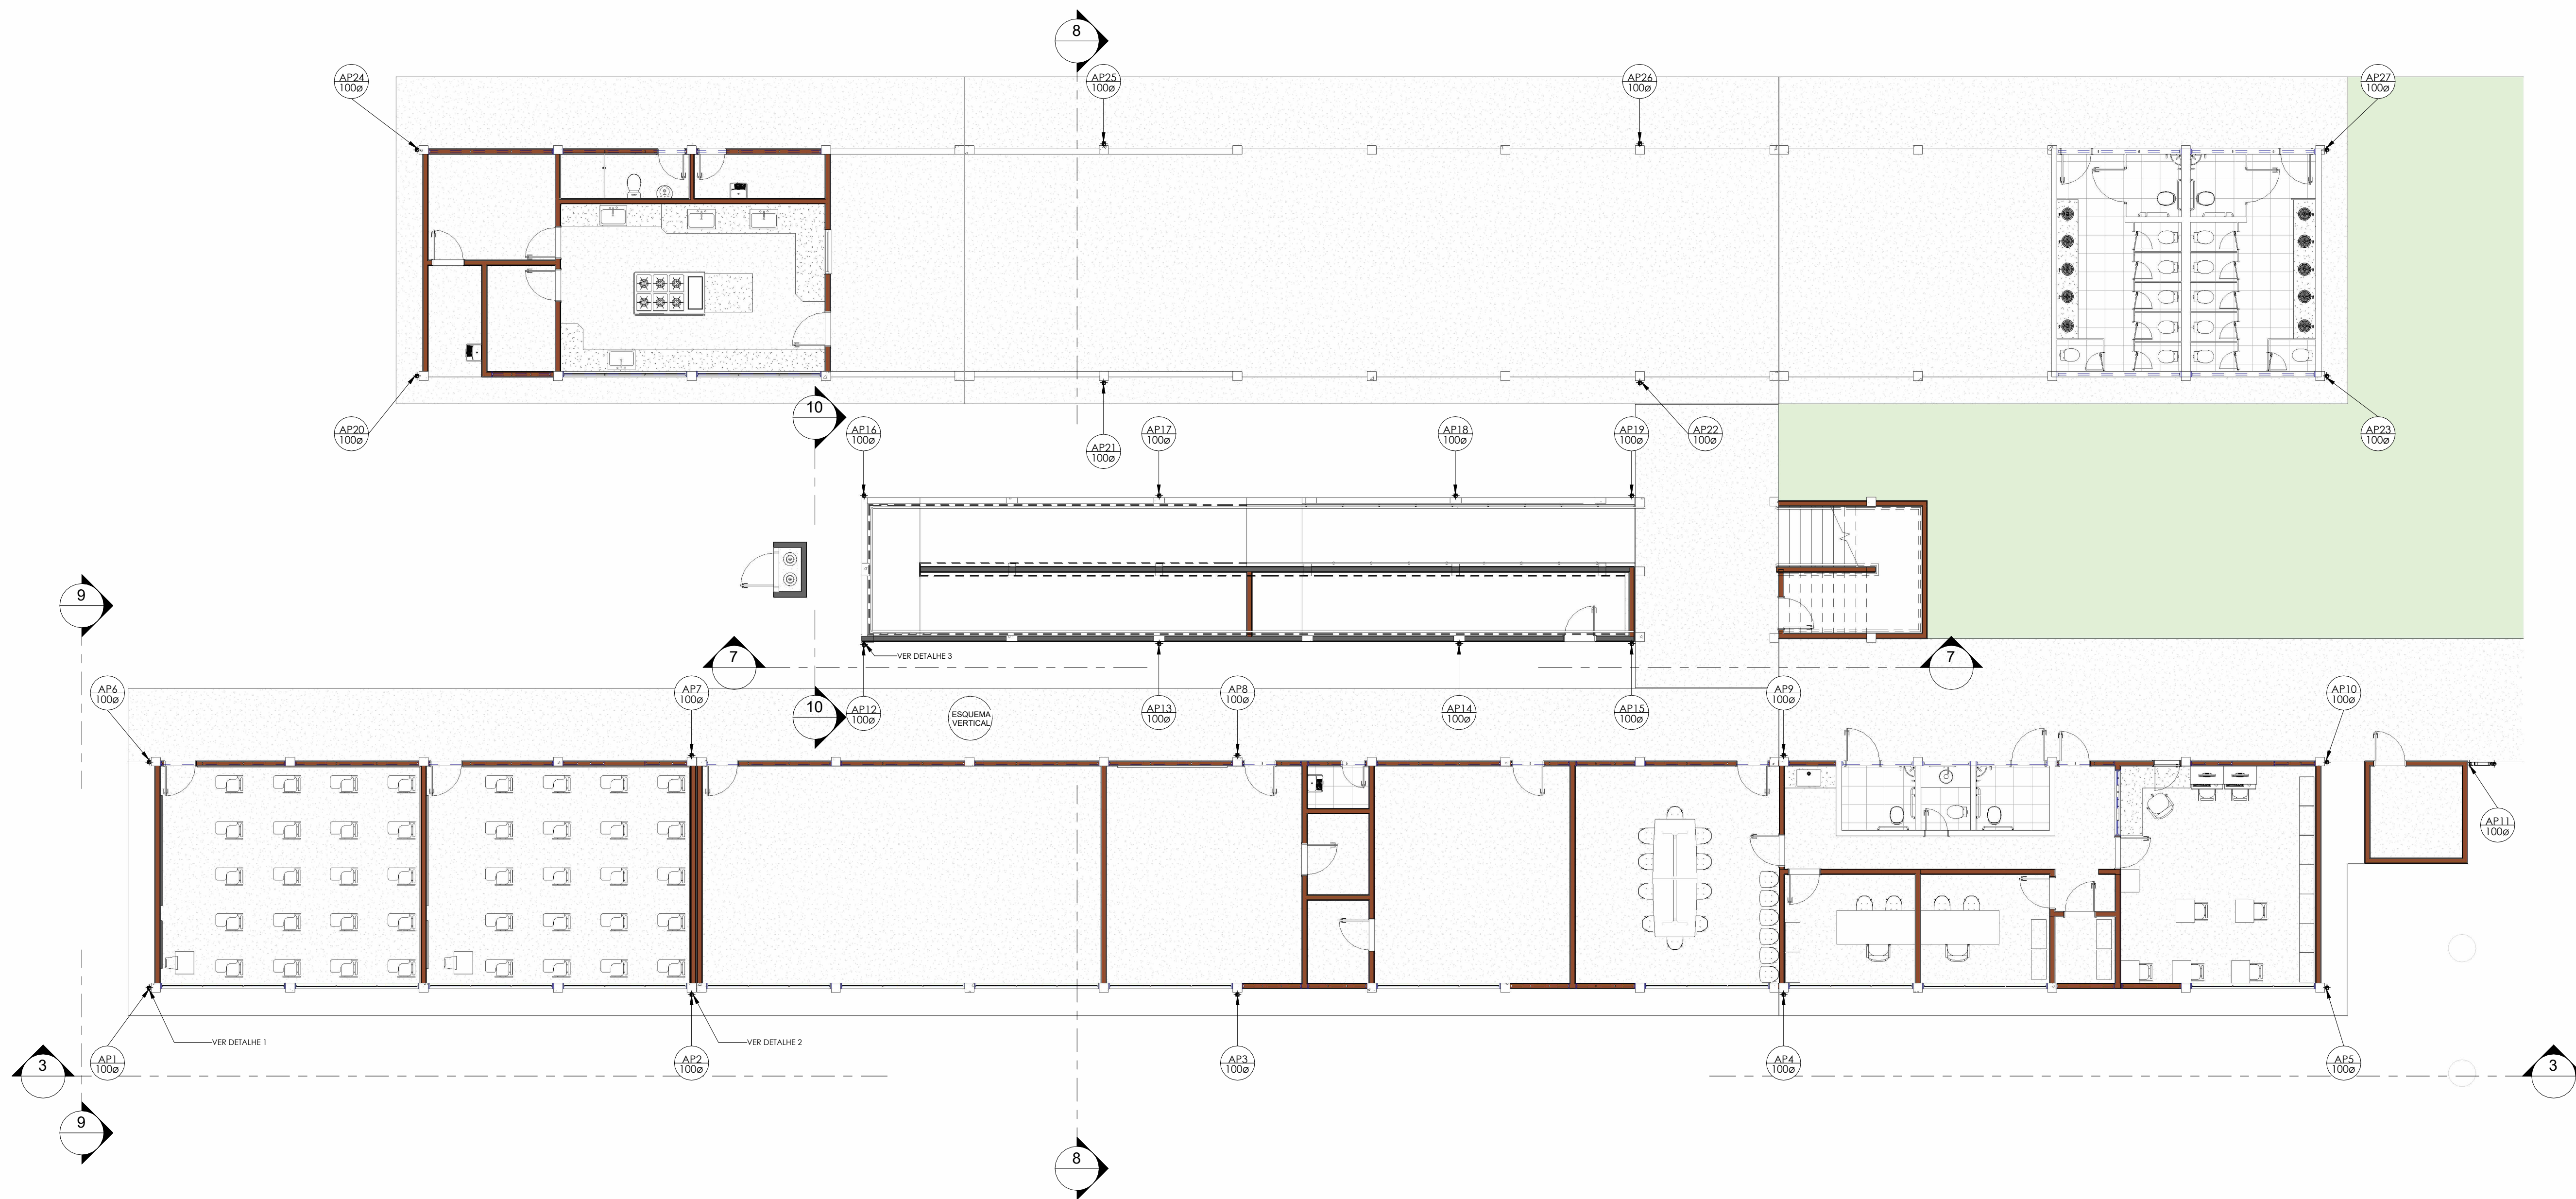 8
AP24
100ø
AP25
100ø
AP26
100ø
AP27
100ø
10
AP20
100ø
AP16
100ø
AP21
100ø
AP17
100ø
AP18
100ø
AP19
100ø
AP22
100ø
AP23
100ø
9
7
VER DETALHE 3
7
AP6
100ø
AP7
100ø
10
AP12
100ø
ESQUEMA
VERTICAL
AP13
100ø
AP8
100ø
AP14
100ø
AP15
100ø
AP9
100ø
AP10
100ø
AP11
100ø
VER DETALHE 1
VER DETALHE 2
3
AP1
100ø
AP2
100ø
AP3
100ø
AP4
100ø
AP5
100ø
3
9
8